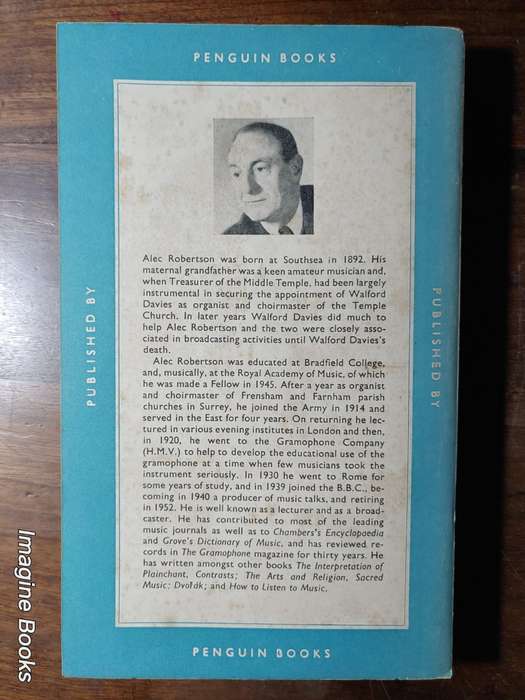 PENGUIN BOOKS
PUBLISHED BY
Alec Robertson was born at Southsea in 1892. His
maternal grandfather was a keen amateur musician and,
when Treasurer of the Middle Temple, had been largely
instrumental in securing the appointment of Walford
Davies as organist and choirmaster of the Temple
Church. In later years Walford Davies did much to
help Alec Robertson and the two were closely asso-
ciated in broadcasting activities until Walford Davies's
death.
Alec Robertson was educated at Bradfield College,
and, musically, at the Royal Academy of Music, of which
he was made a Fellow in 1945. After a year as organist
and choirmaster of Frensham and Farnham parish
churches in Surrey, he joined the Army in 1914 and
served in the East for four years. On returning he lec-
tured in various evening institutes in London and then,
in 1920, he went to the Gramophone Company
(H.M.V.) to help to develop the educational use of the
gramophone at a time when few musicians took the
instrument seriously. In 1930 he went to Rome for
some years of study, and in 1939 joined the B.B.C., be-
coming in 1940 a producer of music talks, and retiring
in 1952. He is well known as a lecturer and as a broad-
caster. He has contributed to most of the leading
music journals as well as to Chambers's Encyclopaedia
and Grove's Dictionary of Music, and has reviewed re-
cords in The Gramophone magazine for thirty years. He
has written amongst other books The Interpretation of
Plainchant, Contrasts; The Arts and Religion, Sacred
Music; Dvořák; and How to Listen to Music.
PUBLISHED BY
PENGUIN BOOKS
Imagine Books